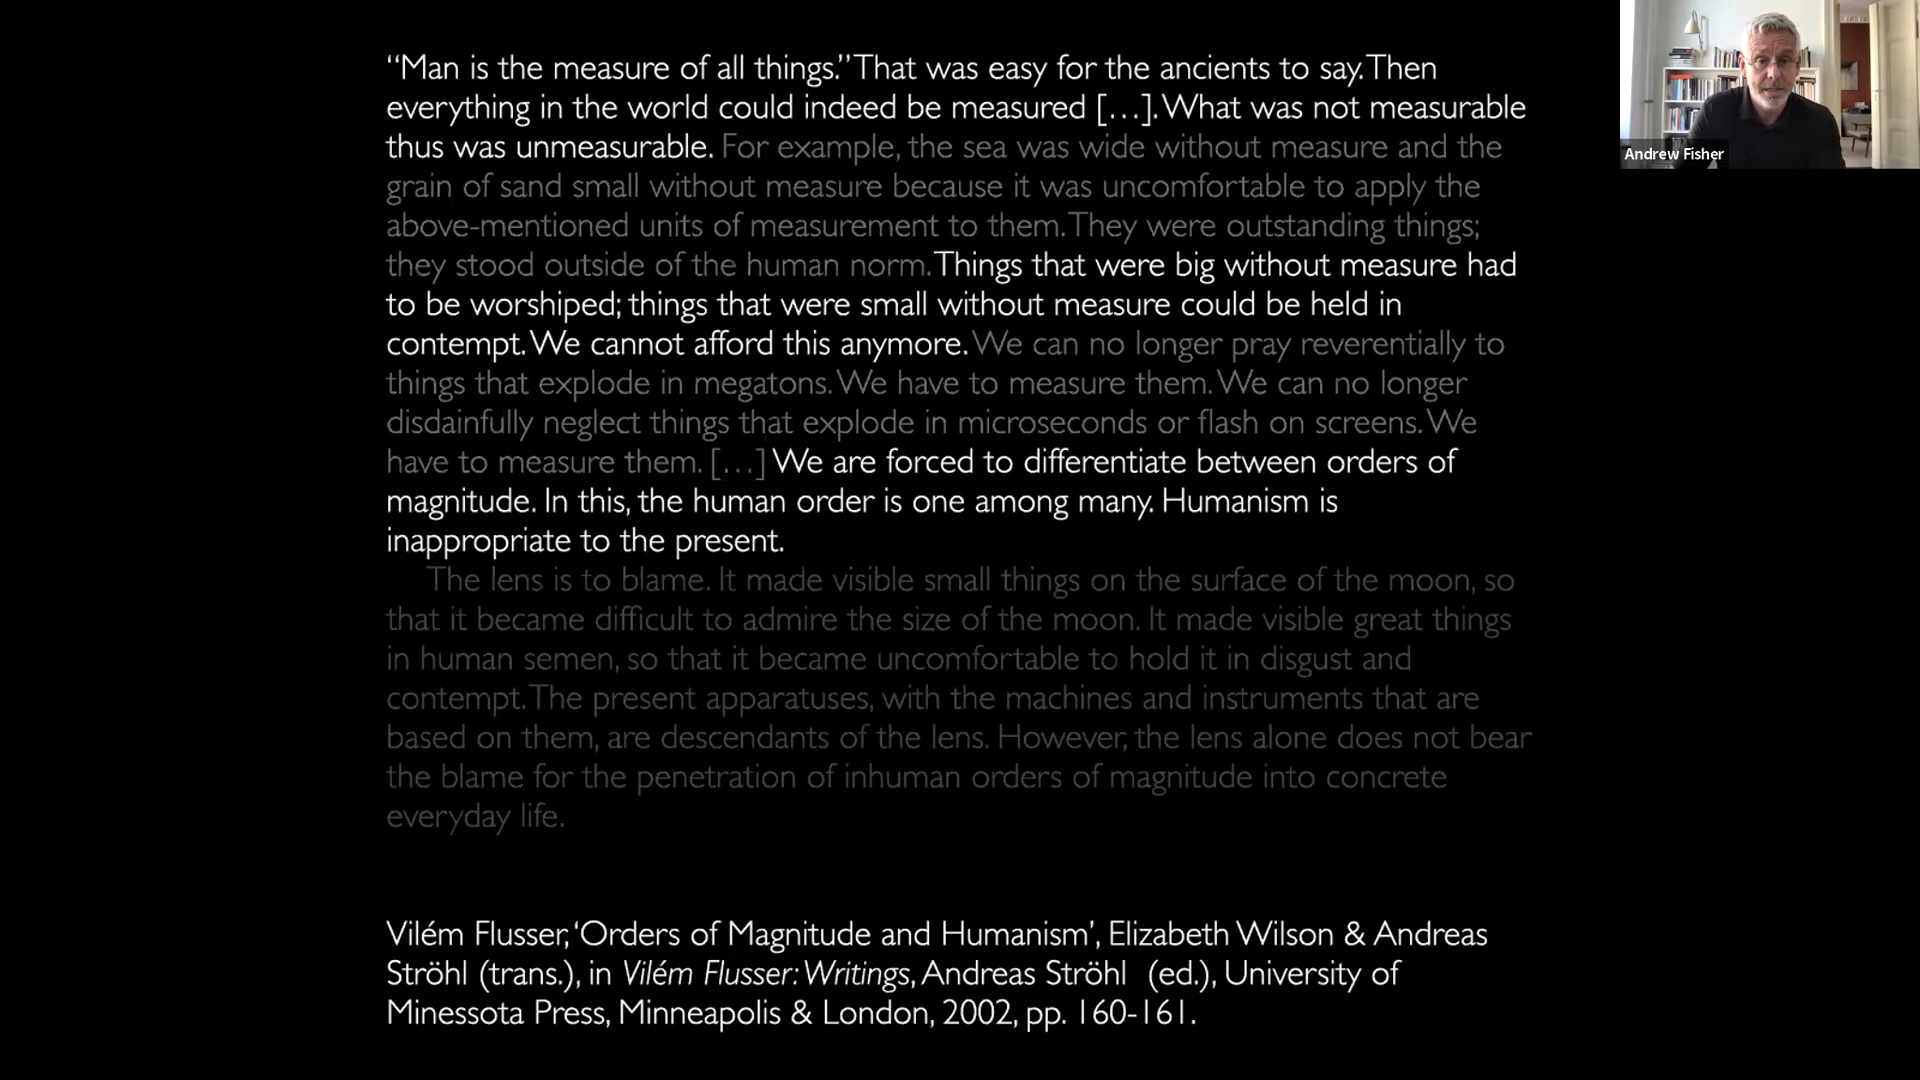 “Man is the measure of all things.” That was easy for the ancients to say. Then
everything in the world could indeed be measured […]. What was not measurable
thus was unmeasurable. For example, the sea was wide without measure and the
grain of sand small without measure because it was uncomfortable to apply the
above-mentioned units of measurement to them. They were outstanding things;
they stood outside of the human norm. Things that were big without measure had
to be worshiped; things that were small without measure could be held in
contempt. We cannot afford this anymore. We can no longer pray reverentially to
things that explode in megatons. We have to measure them. We can no longer
disdainfully neglect things that explode in microseconds or flash on screens. We
have to measure them. […] We are forced to differentiate between orders of
magnitude. In this, the human order is one among many. Humanism is
inappropriate to the present.
The lens is to blame. It made visible small things on the surface of the moon, so
that it became difficult to admire the size of the moon. It made visible great things
in human semen, so that it became uncomfortable to hold it in disgust and
contempt. The present apparatuses, with the machines and instruments that are
based on them, are descendants of the lens. However, the lens alone does not bear
the blame for the penetration of inhuman orders of magnitude into concrete
everyday life.
Vilém Flusser, ‘Orders of Magnitude and Humanism’, Elizabeth Wilson & Andreas
Ströhl (trans.), in Vilém Flusser: Writings, Andreas Ströhl (ed.), University of
Minessota Press, Minneapolis & London, 2002, pp. 160-161.
Andrew Fisher